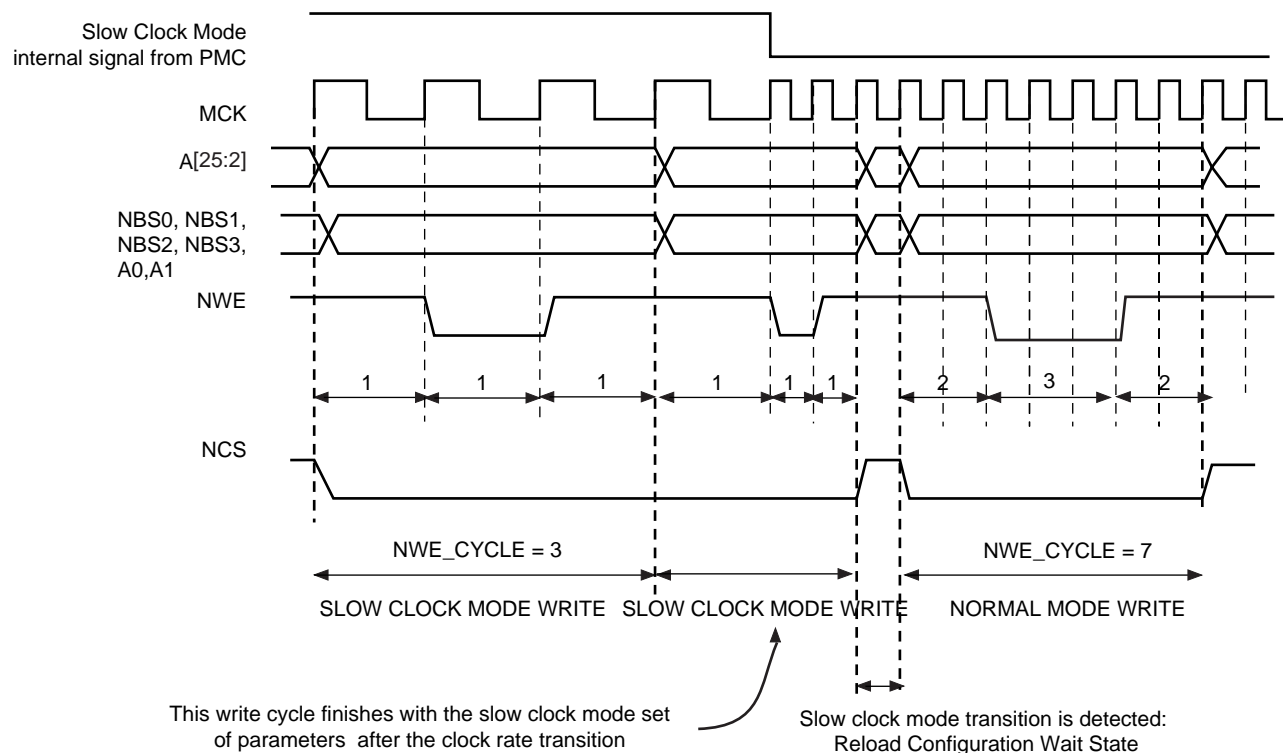 Slow Clock Mode
internal signal from PMC
MCK
A[25:2]
NBS0, NBS1,
NBS2, NBS3,
A0,A1
NWE
1 1 1 1 1 1 2 3 2
NCS
NWE_CYCLE = 3 NWE_CYCLE = 7
SLOW CLOCK MODE WRITE SLOW CLOCK MODE WRITE NORMAL MODE WRITE
This write cycle finishes with the slow clock mode set
of parameters after the clock rate transition
Slow clock mode transition is detected:
Reload Configuration Wait State